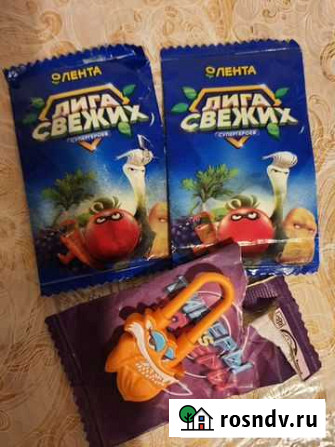 ЛЕНТА
ЛИГА
СВЕЖИХ
СУПЕРГЕРОЕВ
ЛЕНТА
ЛИГА
СВЕЖИХ
СУПЕРГЕРОЕВ
rosndv.ru